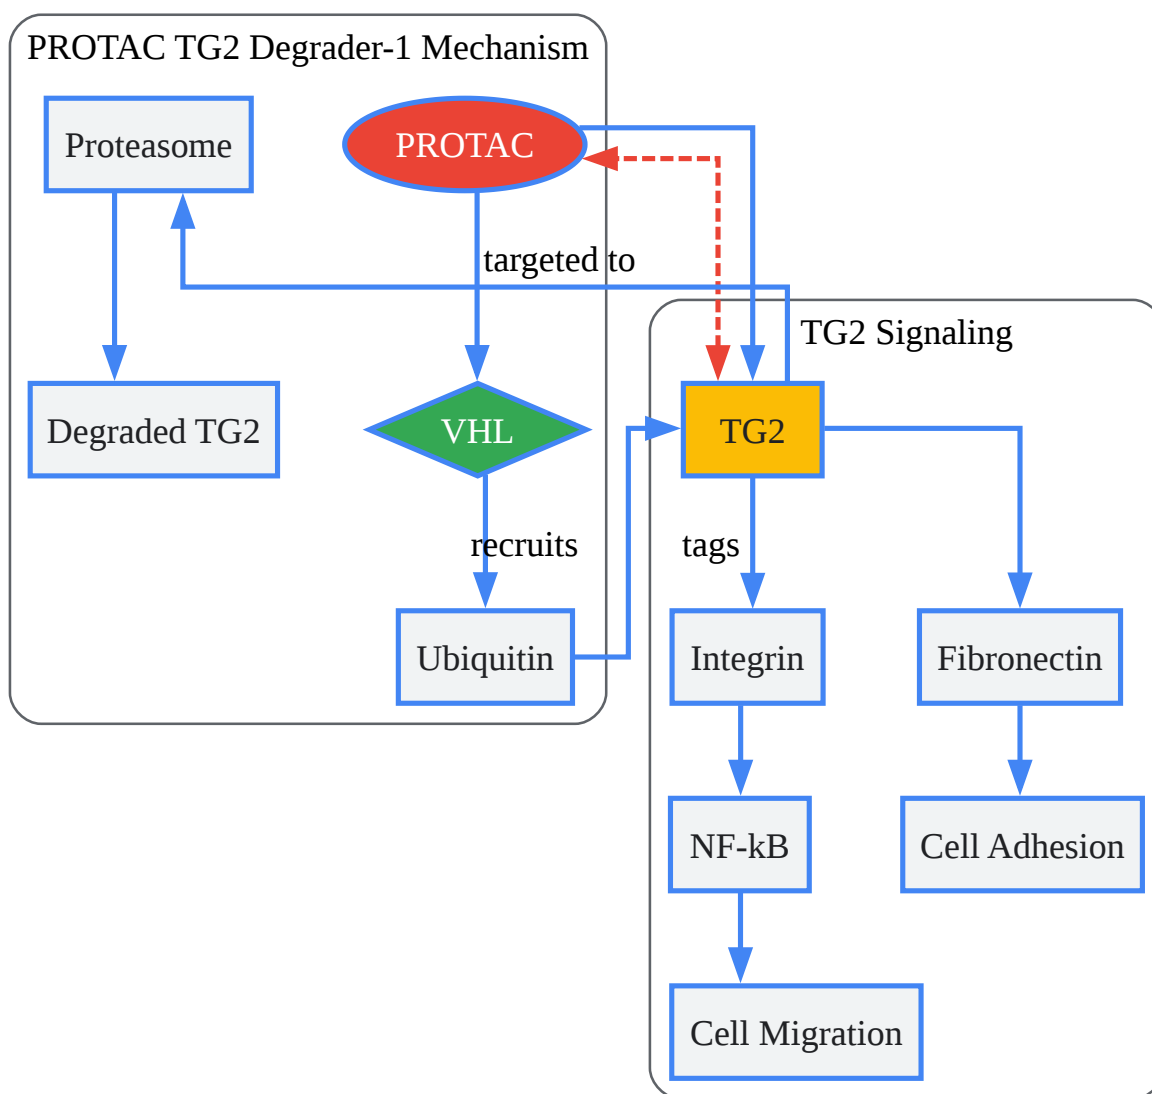 PROTAC TG2 Degrader-1 Mechanism
Proteasome
PROTAC
targeted to
TG2 Signaling
Degraded TG2
VHL
TG2
recruits
tags
Ubiquitin
Integrin
Fibronectin
NF-kB
Cell Adhesion
Cell Migration